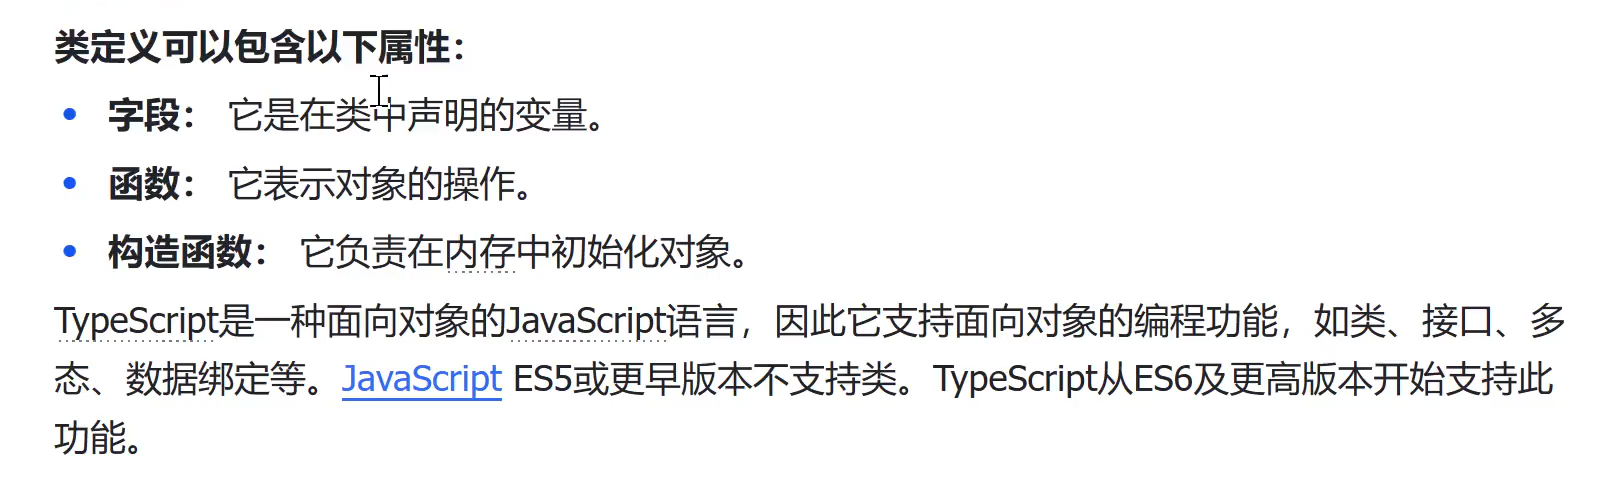 类定义可以包含以下属性：
字段： 它是在类中声明的变量。
函数： 它表示对象的操作。
构造函数： 它负责在内存中初始化对象。
TypeScript是一种面向对象的JavaScript语言，因此它支持面向对象的编程功能，如类、接口、多
态、数据绑定等。JavaScript ES5或更早版本不支持类。TypeScript从ES6及更高版本开始支持此
功能。